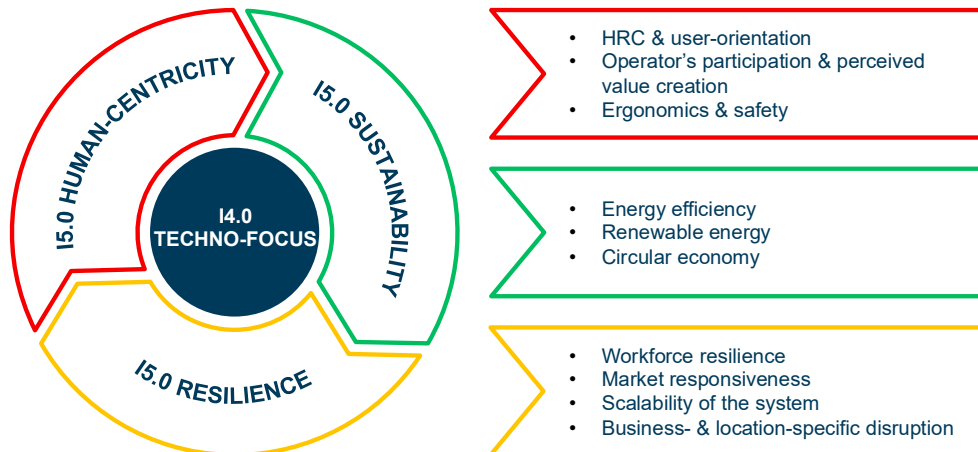 I5.0 HUMAN-CENTRICITY
I5.0 SUSTAINABILITY
I4.0
TECHNO-FOCUS
I5.0 RESILIENCE
• HRC & user-orientation
• Operator's participation & perceived
value creation
• Ergonomics & safety
• Energy efficiency
• Renewable energy
• Circular economy
• Workforce resilience
• Market responsiveness
• Scalability of the system
• Business- & location-specific disruption